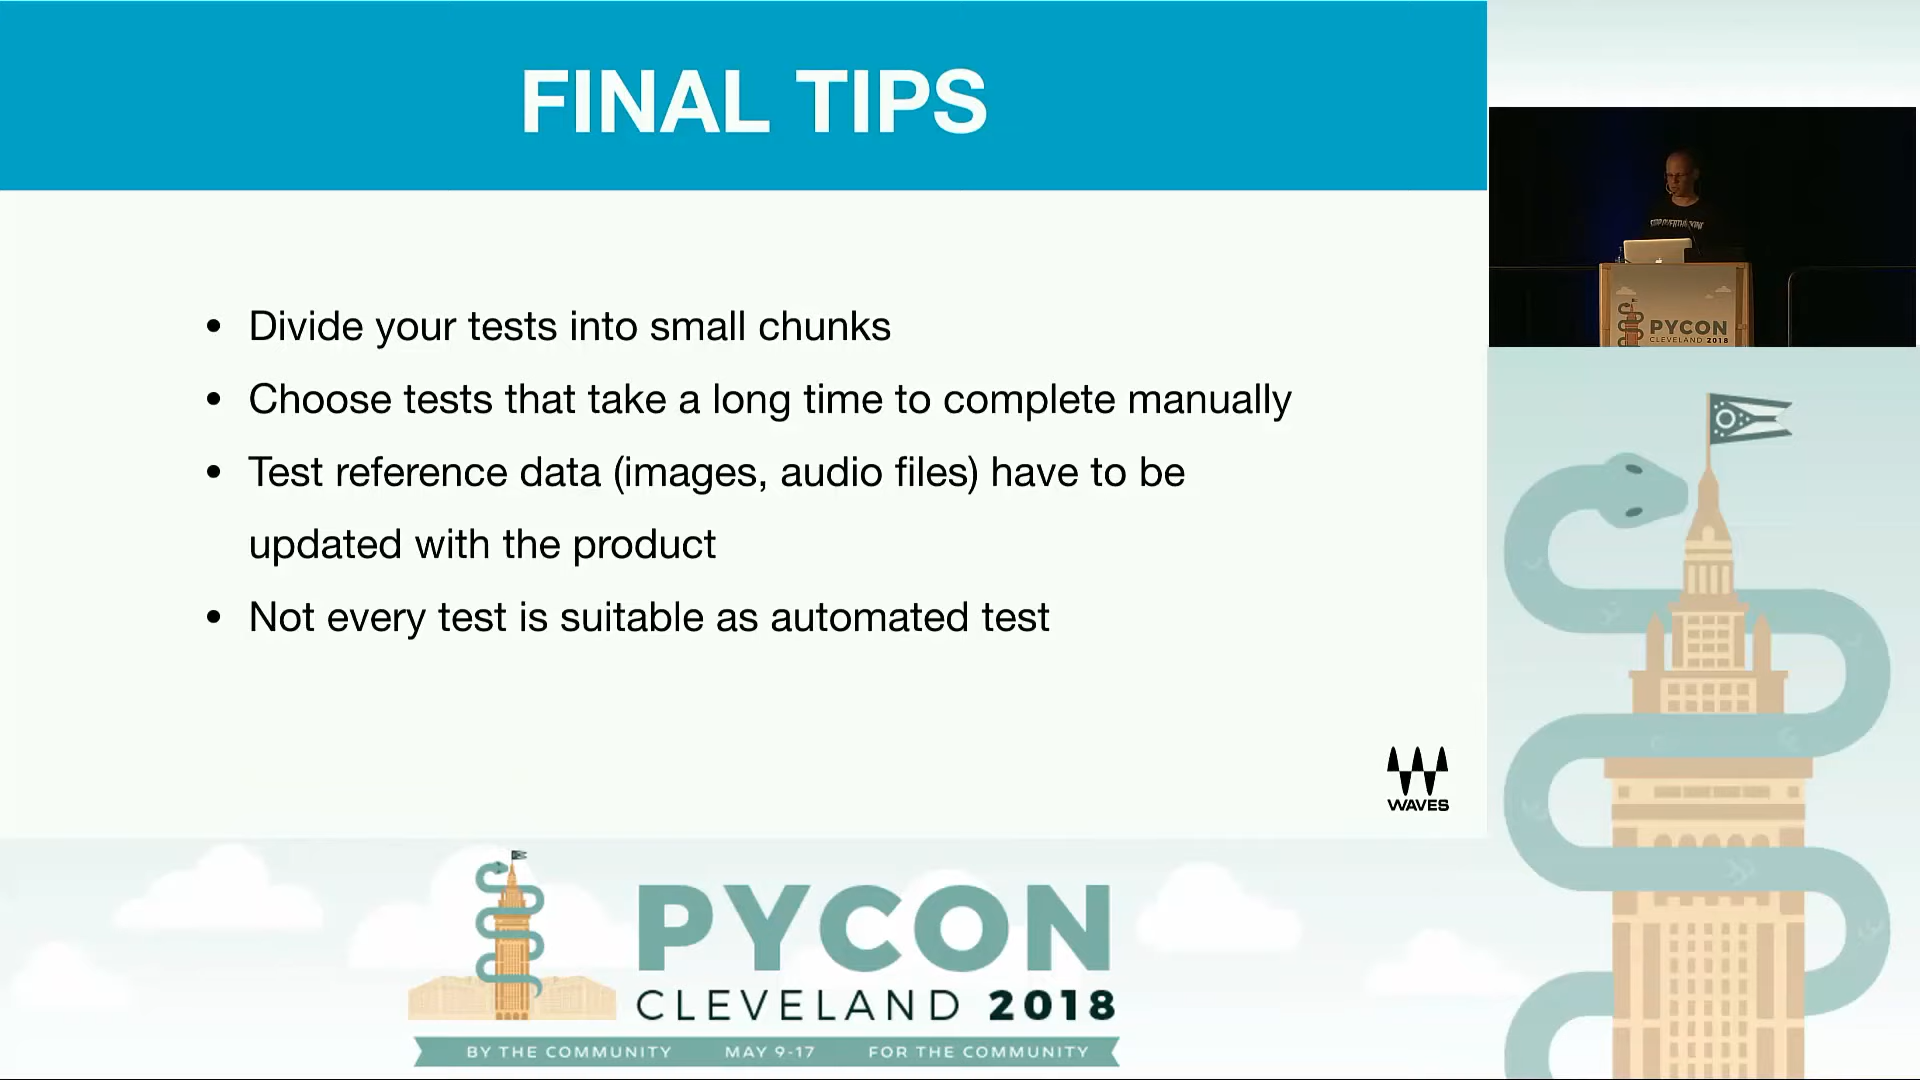 FINAL TIPS
• Divide your tests into small chunks
• Choose tests that take a long time to complete manually
• Test reference data (images, audio files) have to be
updated with the product
• Not every test is suitable as automated test
WAVES
PYCON
CLEVELAND 2018
PYCON
CLEVELAND 2018
BY THE COMMUNITY MAY 9-17 FOR THE COMMUNITY